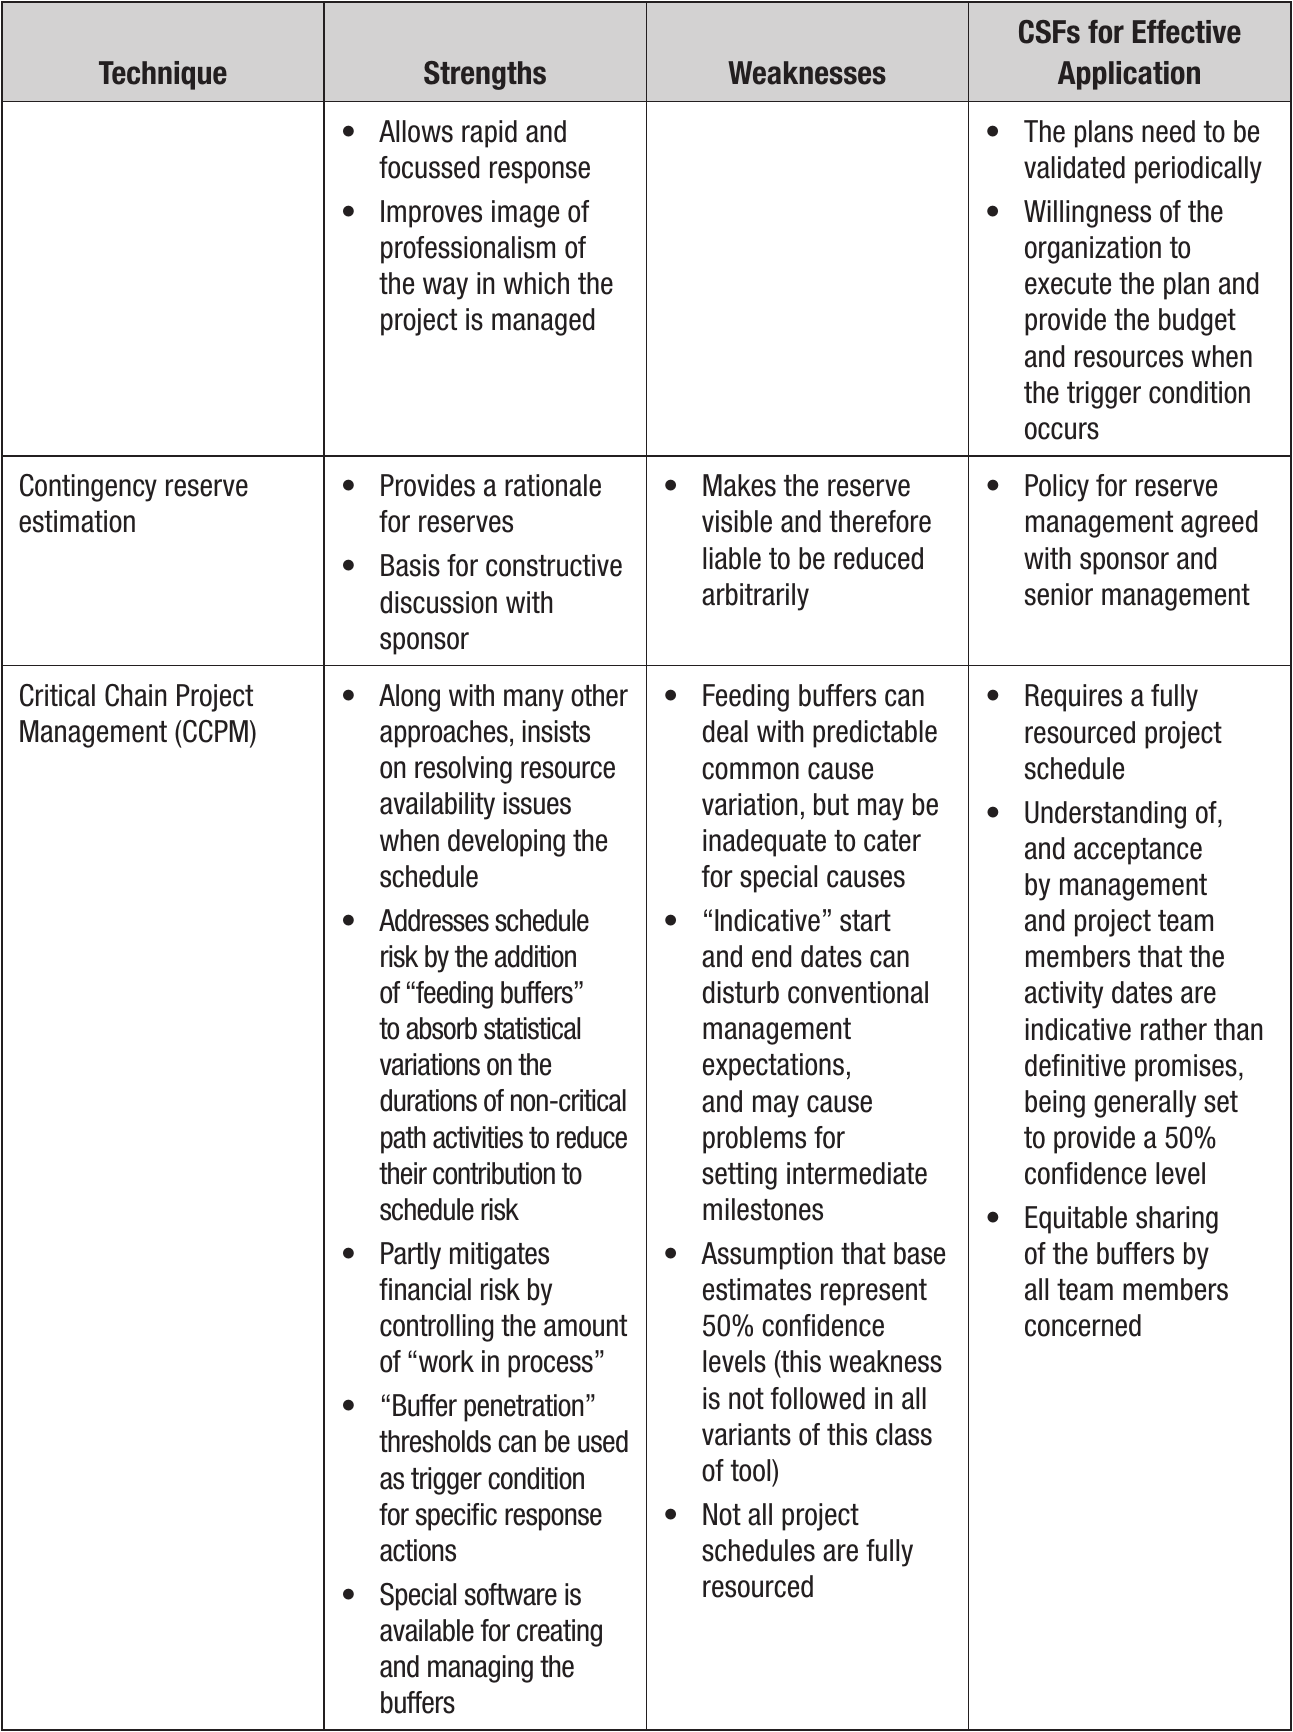 Technique
Strengths
Weaknesses
CSFs for Effective
Application
• Allows rapid and
focussed response
• Improves image of
professionalism of
the way in which the
project is managed
• The plans need to be
validated periodically
• Willingness of the
organization to
execute the plan and
provide the budget
and resources when
the trigger condition
occurs
Contingency reserve
estimation
• Provides a rationale
for reserves
• Basis for constructive
discussion with
sponsor
• Makes the reserve
visible and therefore
liable to be reduced
arbitrarily
• Policy for reserve
management agreed
with sponsor and
senior management
Critical Chain Project
Management (CCPM)
• Along with many other
approaches, insists
on resolving resource
availability issues
when developing the
schedule
• Addresses schedule
risk by the addition
of “feeding buffers”
to absorb statistical
variations on the
durations of non-critical
path activities to reduce
their contribution to
schedule risk
• Partly mitigates
financial risk by
controlling the amount
of “work in process”
• “Buffer penetration”
thresholds can be used
as trigger condition
for specific response
actions
• Special software is
available for creating
and managing the
buffers
• Feeding buffers can
deal with predictable
common cause
variation, but may be
inadequate to cater
for special causes
• “Indicative” start
and end dates can
disturb conventional
management
expectations,
and may cause
problems for
setting intermediate
milestones
• Assumption that base
estimates represent
50% confidence
levels (this weakness
is not followed in all
variants of this class
of tool)
• Not all project
schedules are fully
resourced
• Requires a fully
resourced project
schedule
• Understanding of,
and acceptance
by management
and project team
members that the
activity dates are
indicative rather than
definitive promises,
being generally set
to provide a 50%
confidence level
• Equitable sharing
of the buffers by
all team members
concerned